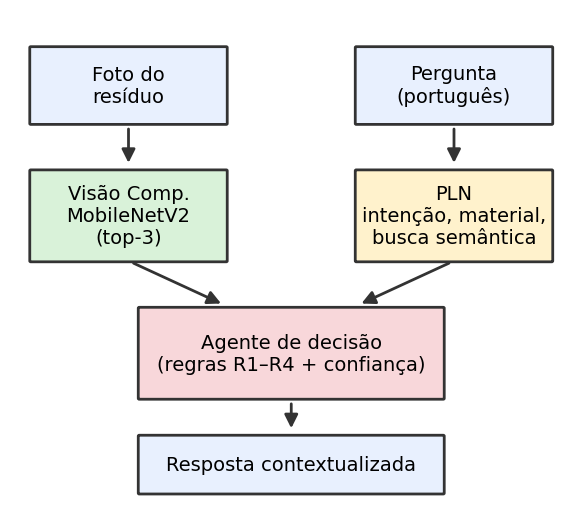 Foto do
resíduo
Pergunta
(português)
Visão Comp.
MobileNetV2
(top-3)
PLN
intenção, material,
busca semântica
Agente de decisão
(regras R1–R4 + confiança)
Resposta contextualizada